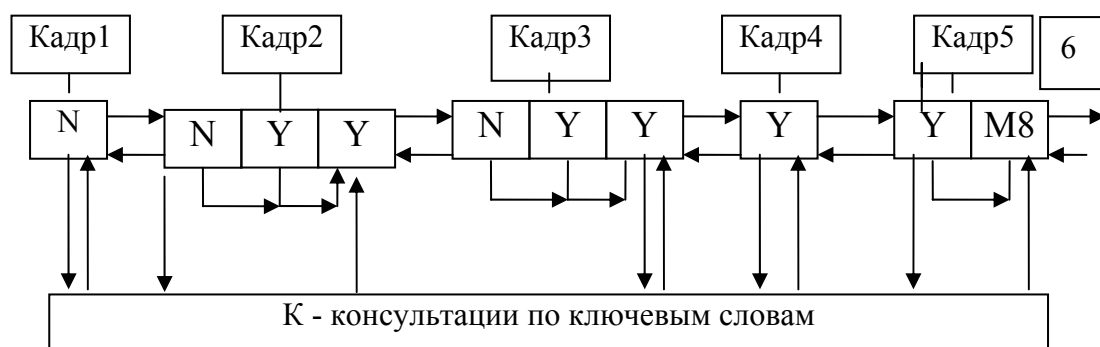 Кадр1 Кадр2 Кадр3 Кадр4 Кадр5 6
N N Y Y N Y Y Y Y M8
К - консультации по ключевым словам